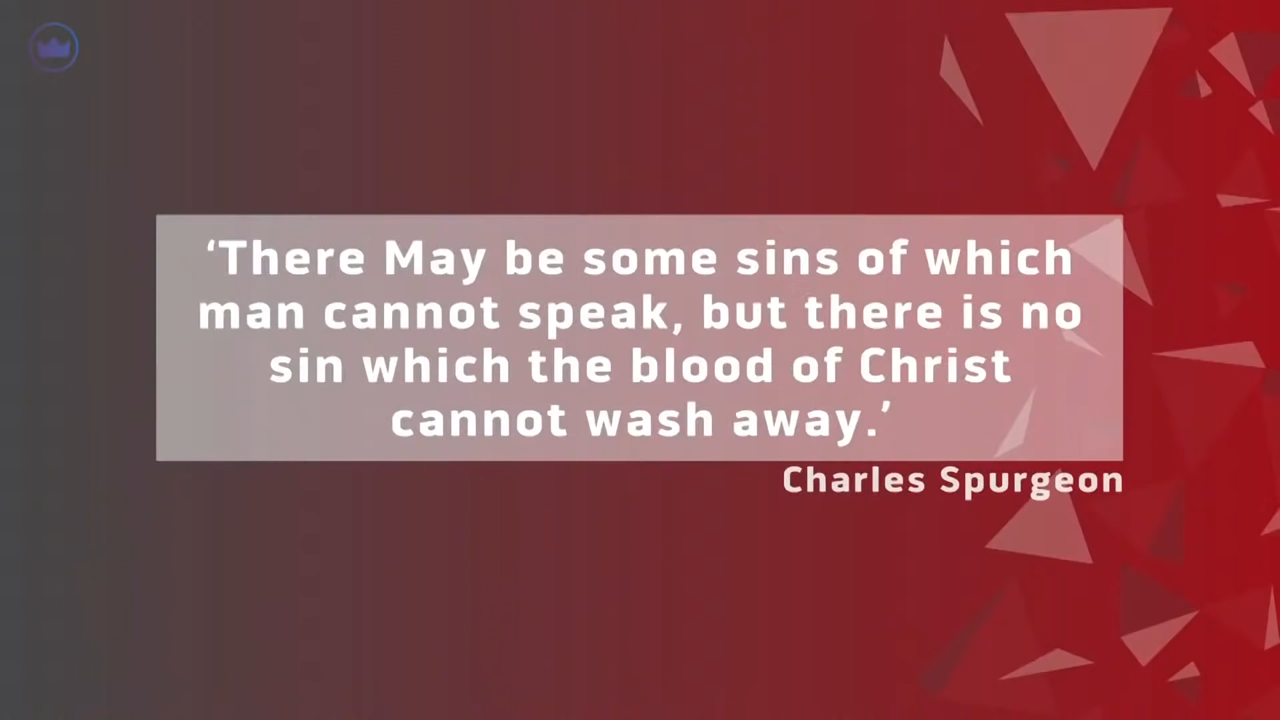 ‘There May be some sins of which
man cannot speak, but there is no
sin which the blood of Christ
cannot wash away.’
Charles Spurgeon